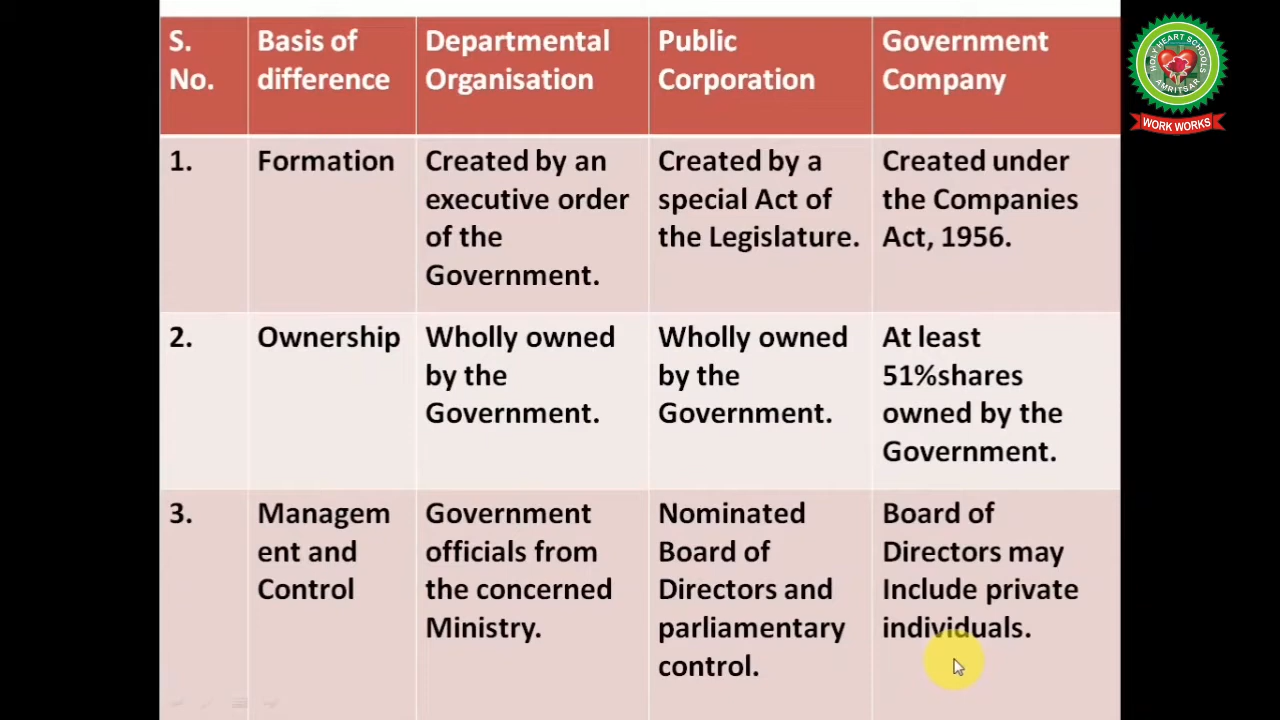 S. No.
Basis of difference
Departmental Organisation
Public Corporation
Government Company
1.
Formation
Created by an
executive order
of the
Government.
Created by a
special Act of
the Legislature.
Created under
the Companies
Act, 1956.
2.
Ownership
Wholly owned
by the
Government.
Wholly owned
by the
Government.
At least
51%shares
owned by the
Government.
3.
Managem
ent and
Control
Government
officials from
the concerned
Ministry.
Nominated
Board of
Directors and
parliamentary
control.
Board of
Directors may
Include private
individuals.
HOLY HEART SCHOOLS
AMRITSAR
WORK WORKS